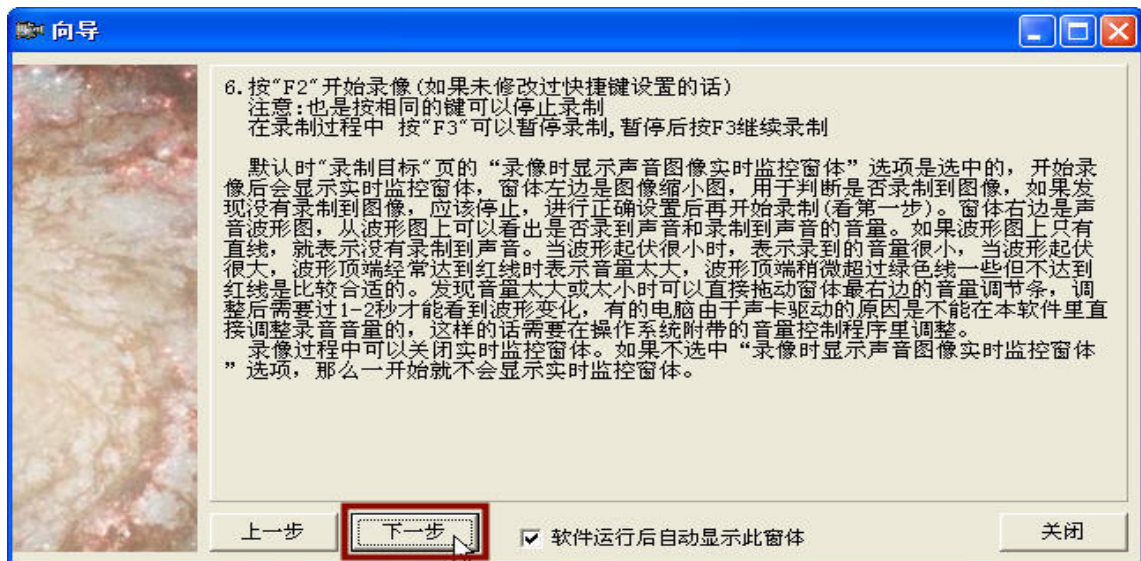 向导
6.按"F2"开始录像(如果未修改过快捷键设置的话)
注意:也是按相同的键可以停止录制
在录制过程中 按"F3"可以暂停录制,暂停后按F3继续录制
默认时"录制目标"页的“录像时显示声音图像实时监控窗体”选项是选中的，开始录
像后会显示实时监控窗体，窗体左边是图像缩小图，用于判断是否录制到图像，如果发
现没有录制到图像，应该停止，进行正确设置后再开始录制(看第一步)。窗体右边是声
音波形图，从波形图上可以看出是否录到声音和录制到声音的音量。如果波形图上只有
直线，就表示没有录制到声音。当波形起伏很小时，表示录到的音量很小，当波形起伏
很大，波形顶端经常达到红线时表示音量太大，波形顶端稍微超过绿色线一些但不达到
红线是比较合适的。发现音量太大或太小时可以直接拖动窗体最右边的音量调节条，调
整后需要过1-2秒才能看到波形变化，有的电脑由于声卡驱动的原因是不能在本软件里直
接调整录音音量的，这样的话需要在操作系统附带的音量控制程序里调整。
录像过程中可以关闭实时监控窗体。如果不选中“录像时显示声音图像实时监控窗体
”选项，那么一开始就不会显示实时监控窗体。
上一步
下一步
软件运行后自动显示此窗体
关闭